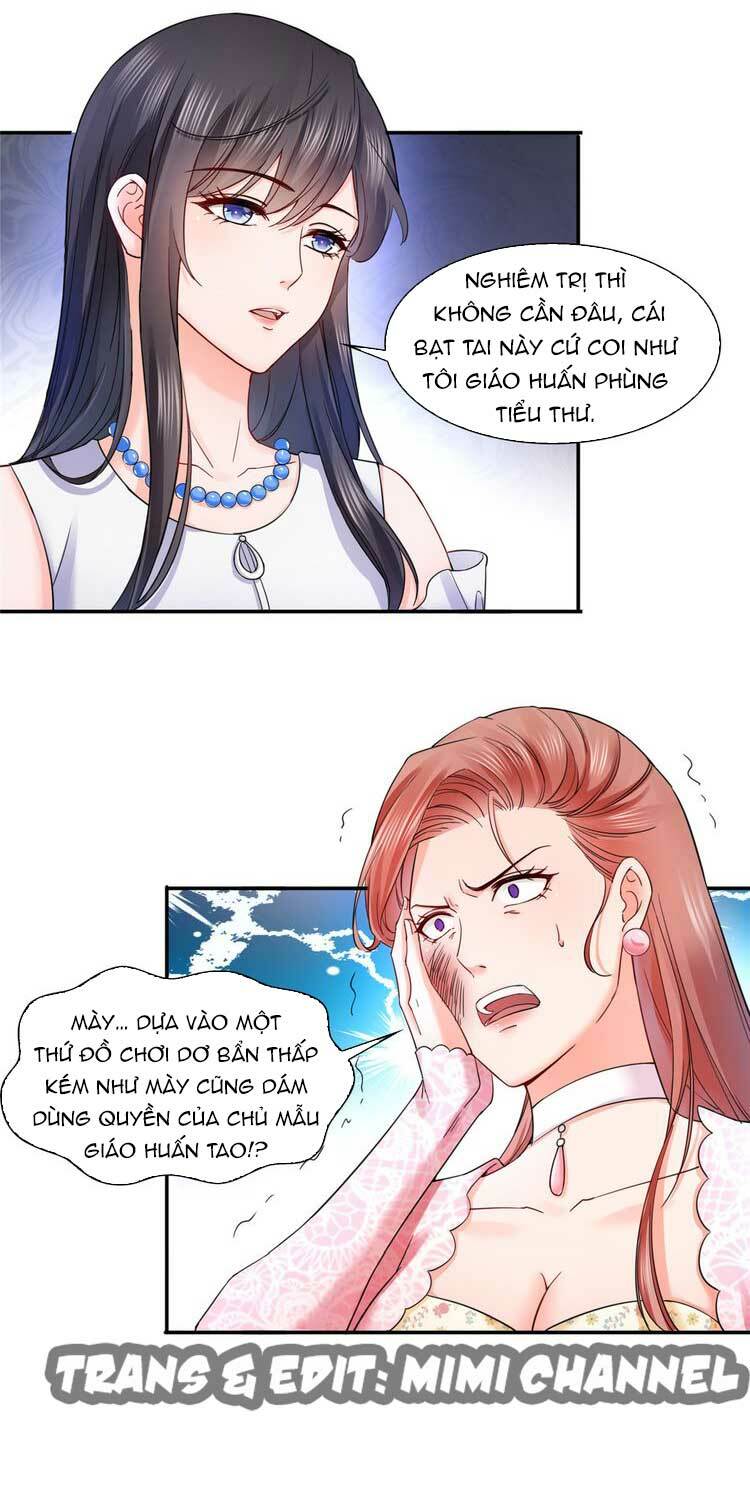 NGHIÊM TRỊ THÌ
KHÔNG CẦN ĐÂU, CÁI
BẠT TAI NÀY CỨ COI NHƯ
TÔI GIÁO HUẤN PHÙNG
TIỂU THƯ.
MÀY... DỰA VÀO MỘT
THỨ ĐỒ CHƠI DƠ BẨN THẤP
KÉM NHƯ MÀY CŨNG DÁM
DÙNG QUYỀN CỦA CHỦ MẪU
GIÁO HUẤN TAO!?
TRANS & EDIT: MIMI CHANNEL